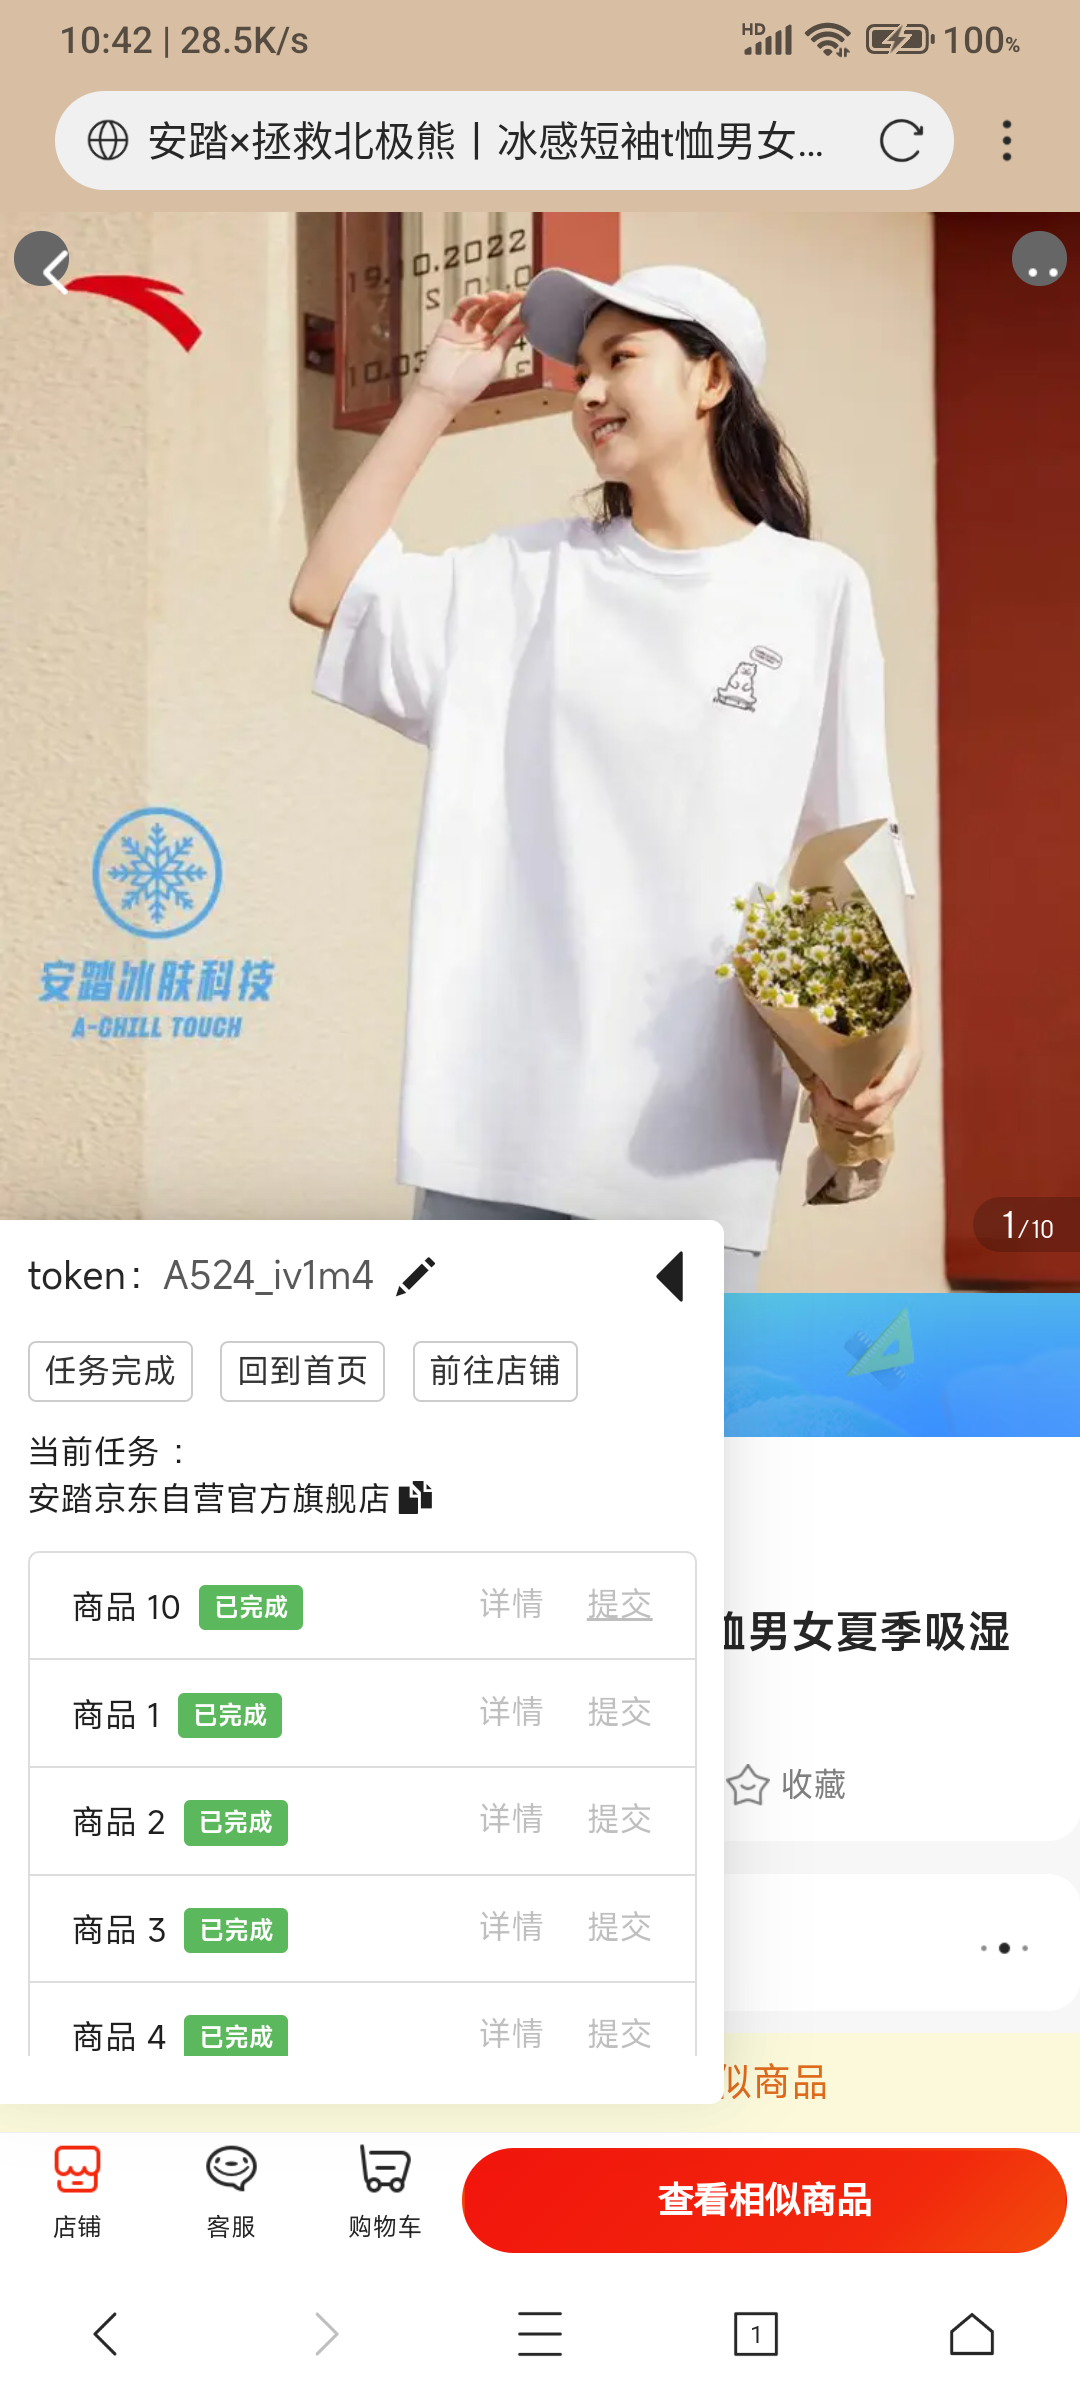 10:42 | 28.5K/s
HD
100%
安踏×拯救北极熊丨冰感短袖t恤男女...
19.10.2022
安踏冰肤科技
A-CHILL TOUCH
1/10
token: A524_iv1m4
任务完成 回到首页 前往店铺
当前任务：
安踏京东自营官方旗舰店
商品 10 已完成 详情 提交
商品 1 已完成 详情 提交
恤男女夏季吸湿
商品 2 已完成 详情 提交
收藏
商品 3 已完成 详情 提交
商品 4 已完成 详情 提交
似商品
店铺 客服 购物车 查看相似商品
1